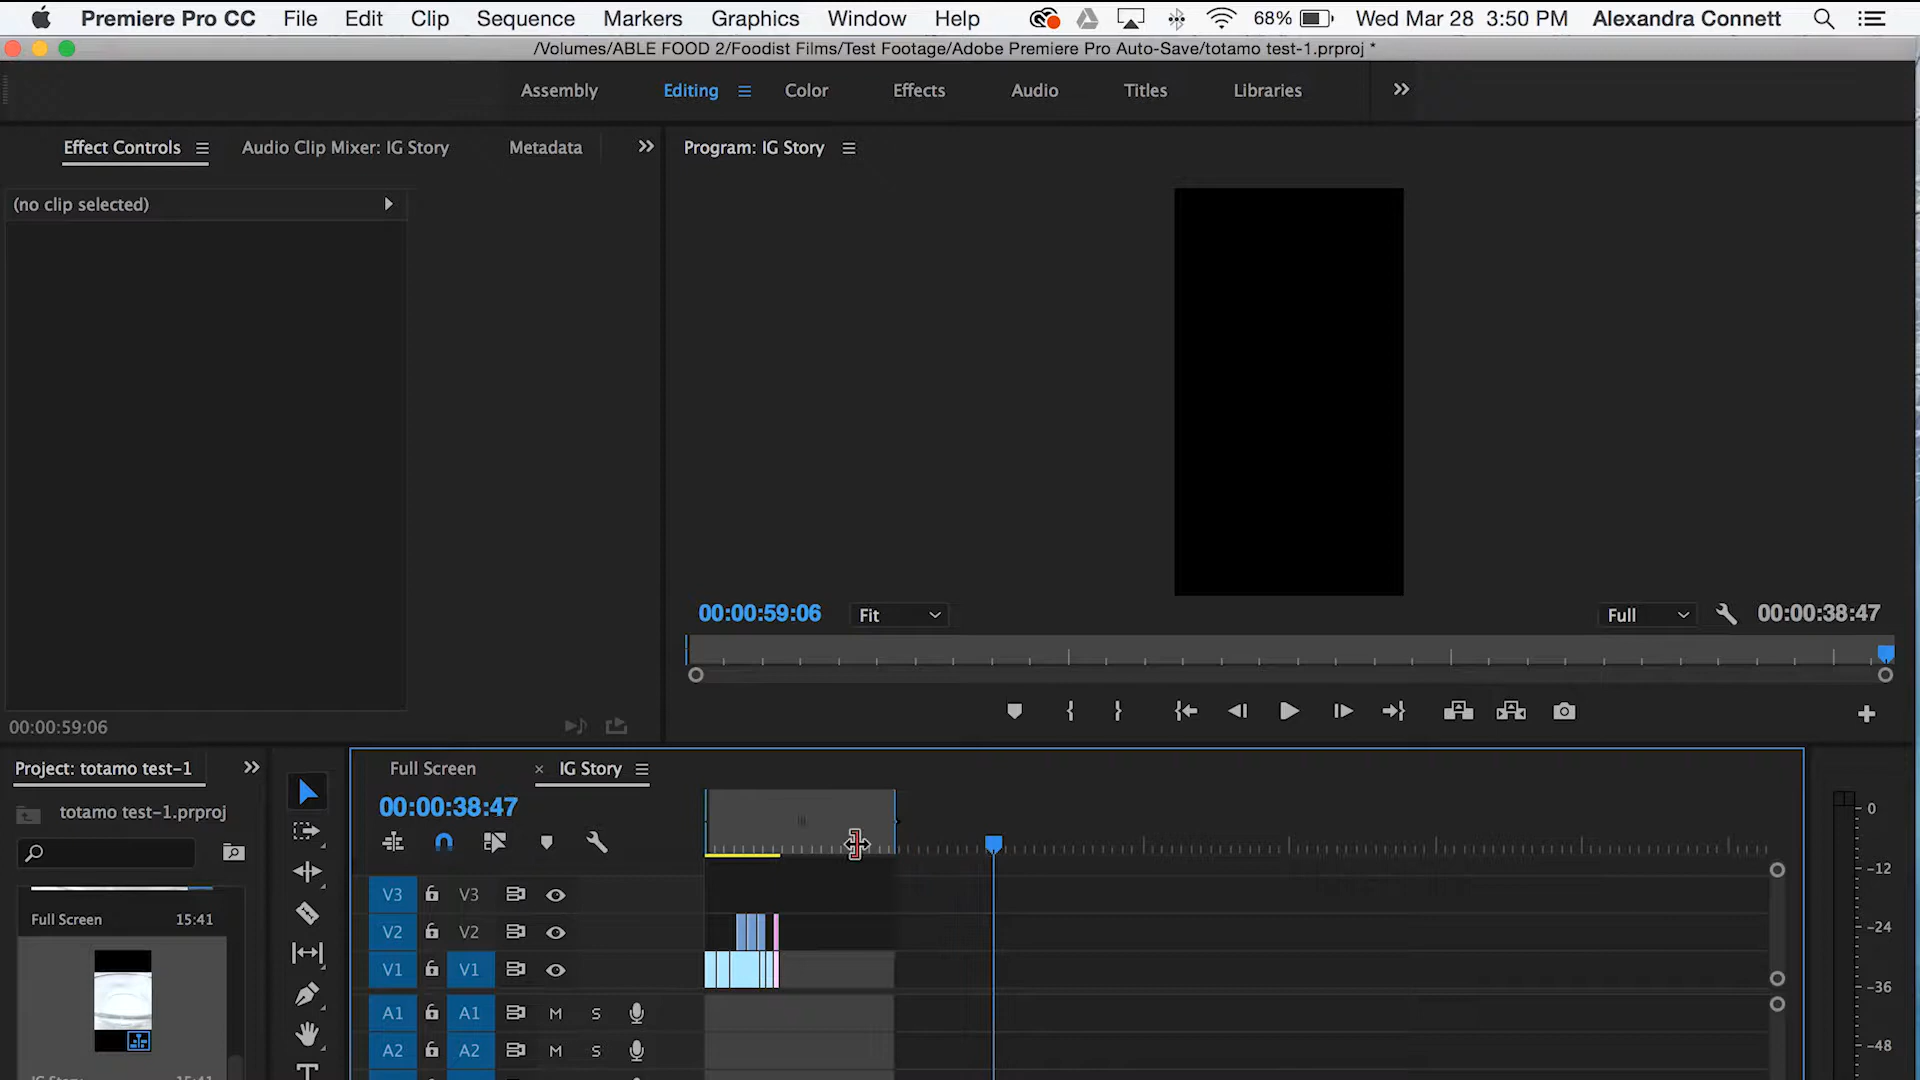 Premiere Pro CC File Edit Clip Sequence Markers Graphics Window Help 68% Wed Mar 28 3:50 PM Alexandra Connett
/Volumes/ABLE FOOD 2/Foodist Films/Test Footage/Adobe Premiere Pro Auto-Save/totamo test-1.prproj *
Assembly Editing Color Effects Audio Titles Libraries
Effect Controls Audio Clip Mixer: IG Story Metadata
Program: IG Story
(no clip selected)
00:00:59:06 Fit Full 00:00:38:47
00:00:59:06
Project: totamo test-1
Full Screen × IG Story
totamo test-1.prproj
00:00:38:47
0
-12
-24
-36
-48
V3 V3
V2 V2
V1 V1
A1 A1 M S
A2 A2 M S
Full Screen 15:41
IG Story 15:41
T